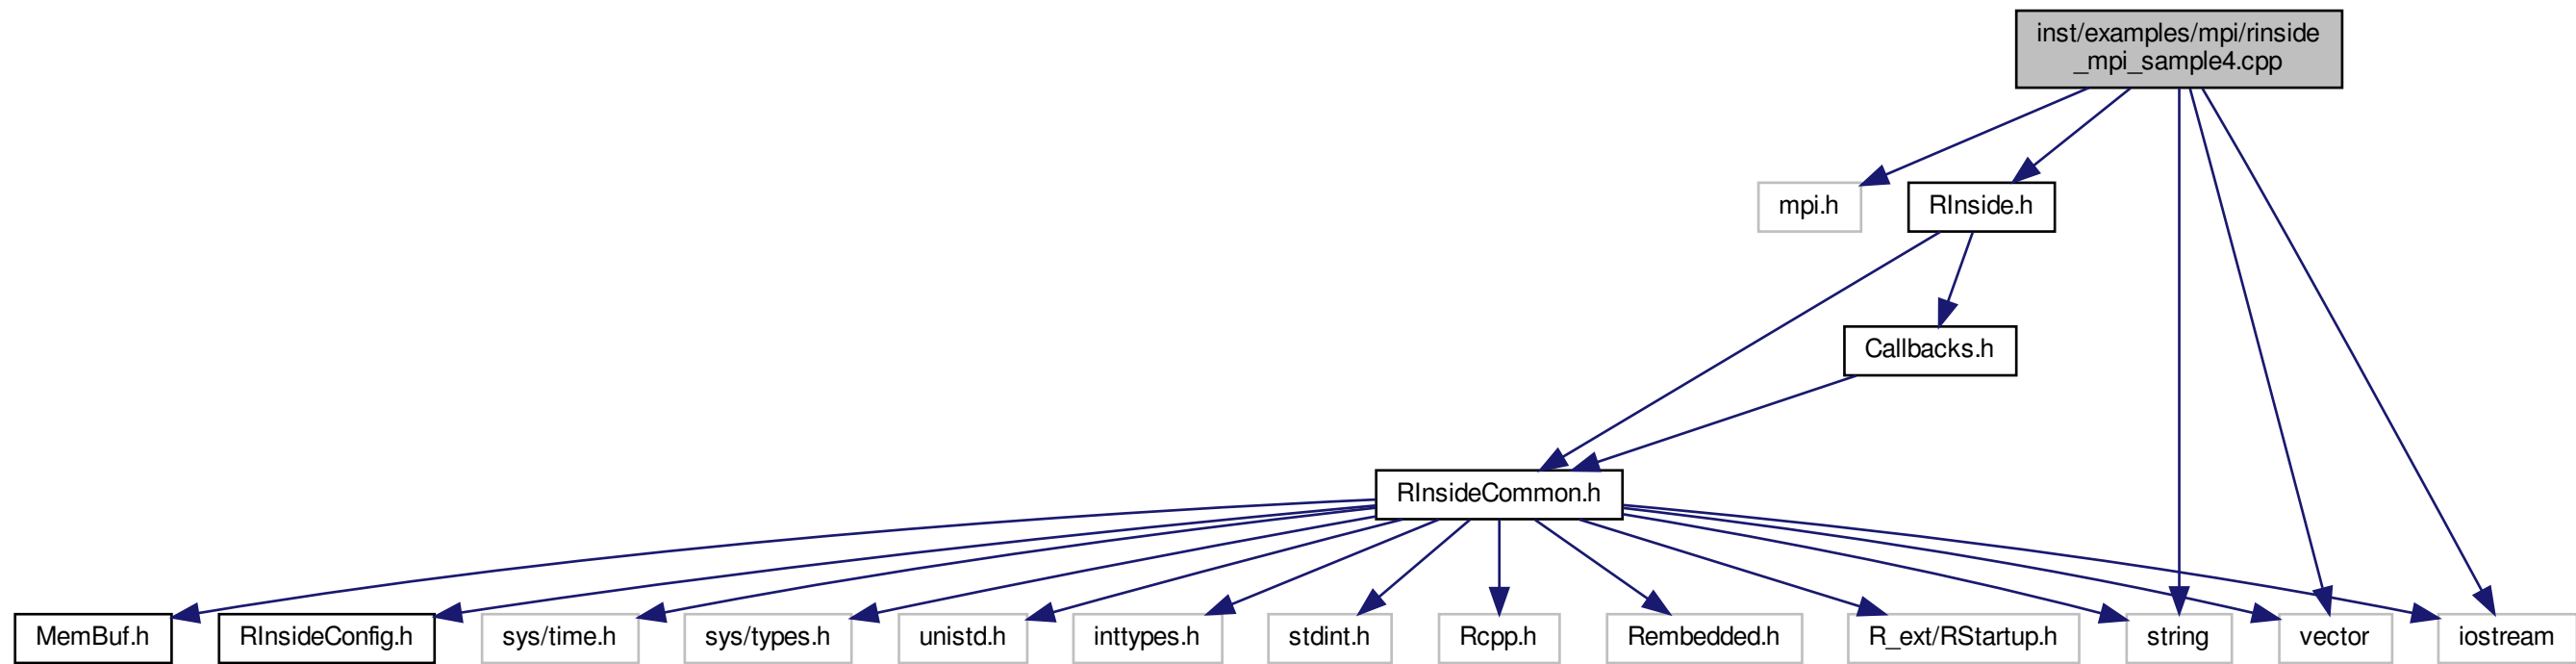 inst/examples/mpi/rinside
_mpi_sample4.cpp
mpi.h
RInside.h
Callbacks.h
RInsideCommon.h
MemBuf.h
RInsideConfig.h
sys/time.h
sys/types.h
unistd.h
inttypes.h
stdint.h
Rcpp.h
Rembedded.h
R_ext/RStartup.h
string
vector
iostream